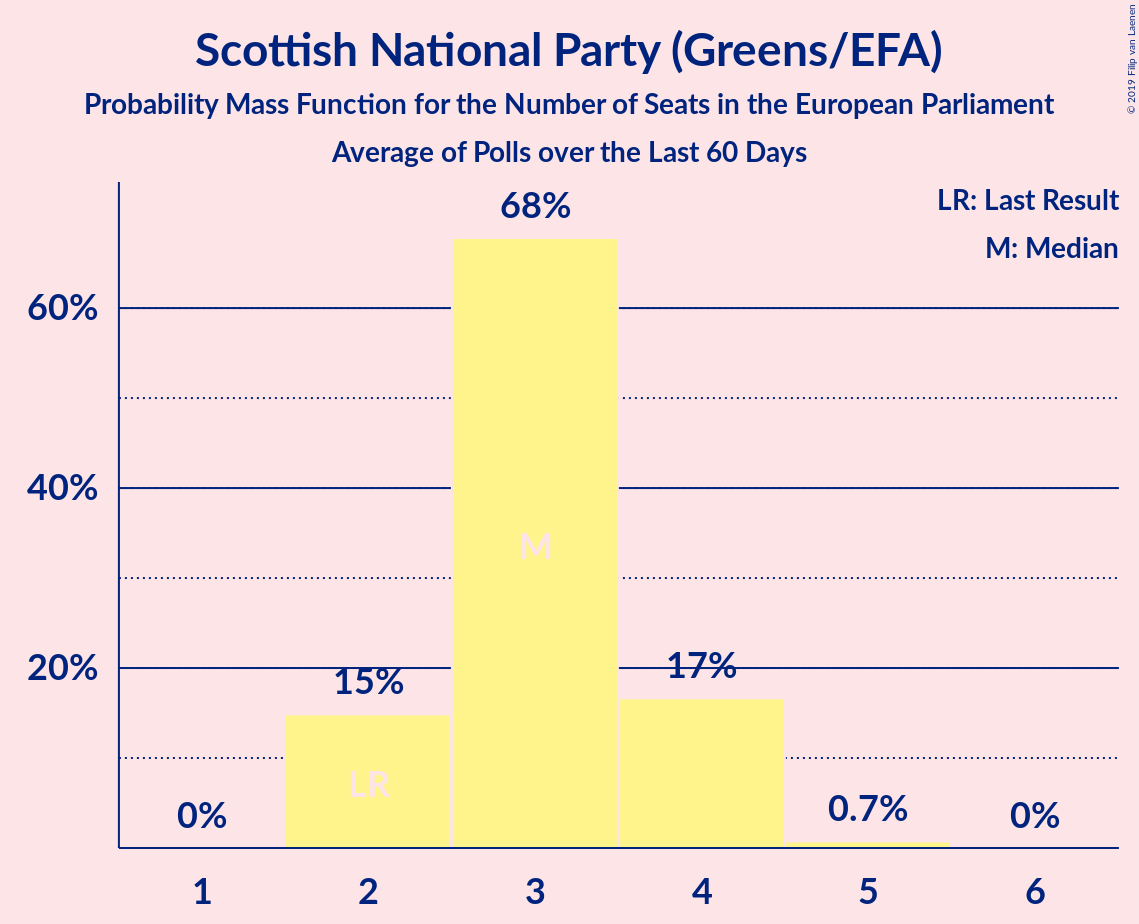 Scottish National Party (Greens/EFA)
Probability Mass Function for the Number of Seats in the European Parliament
Average of Polls over the Last 60 Days
© 2019 Filip van Laenen
LR: Last Result
M: Median
68%
60%
40%
M
20%
15%
17%
LR
0%
0.7%
0%
1 2 3 4 5 6